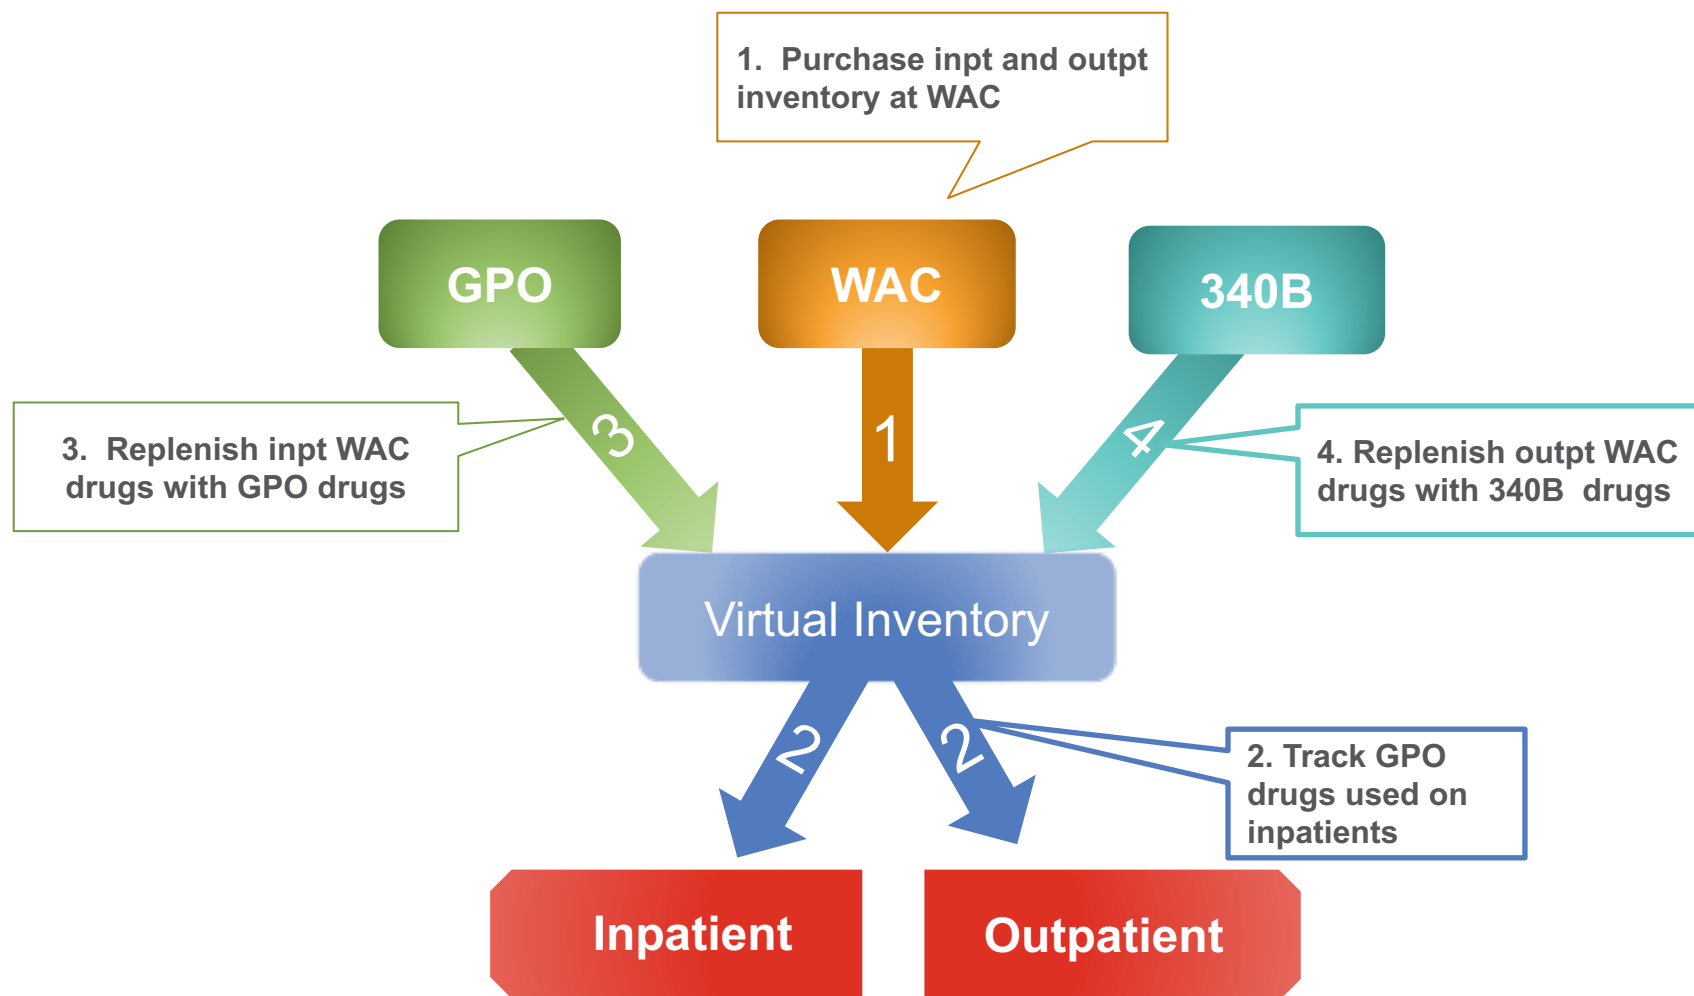 1.  Purchase inpt and outpt
inventory at WAC
GPO
WAC
340B
3
1
4
3.  Replenish inpt WAC
drugs with GPO drugs
4. Replenish outpt WAC
drugs with 340B  drugs
Virtual Inventory
2
2
2. Track GPO
drugs used on
inpatients
Inpatient
Outpatient